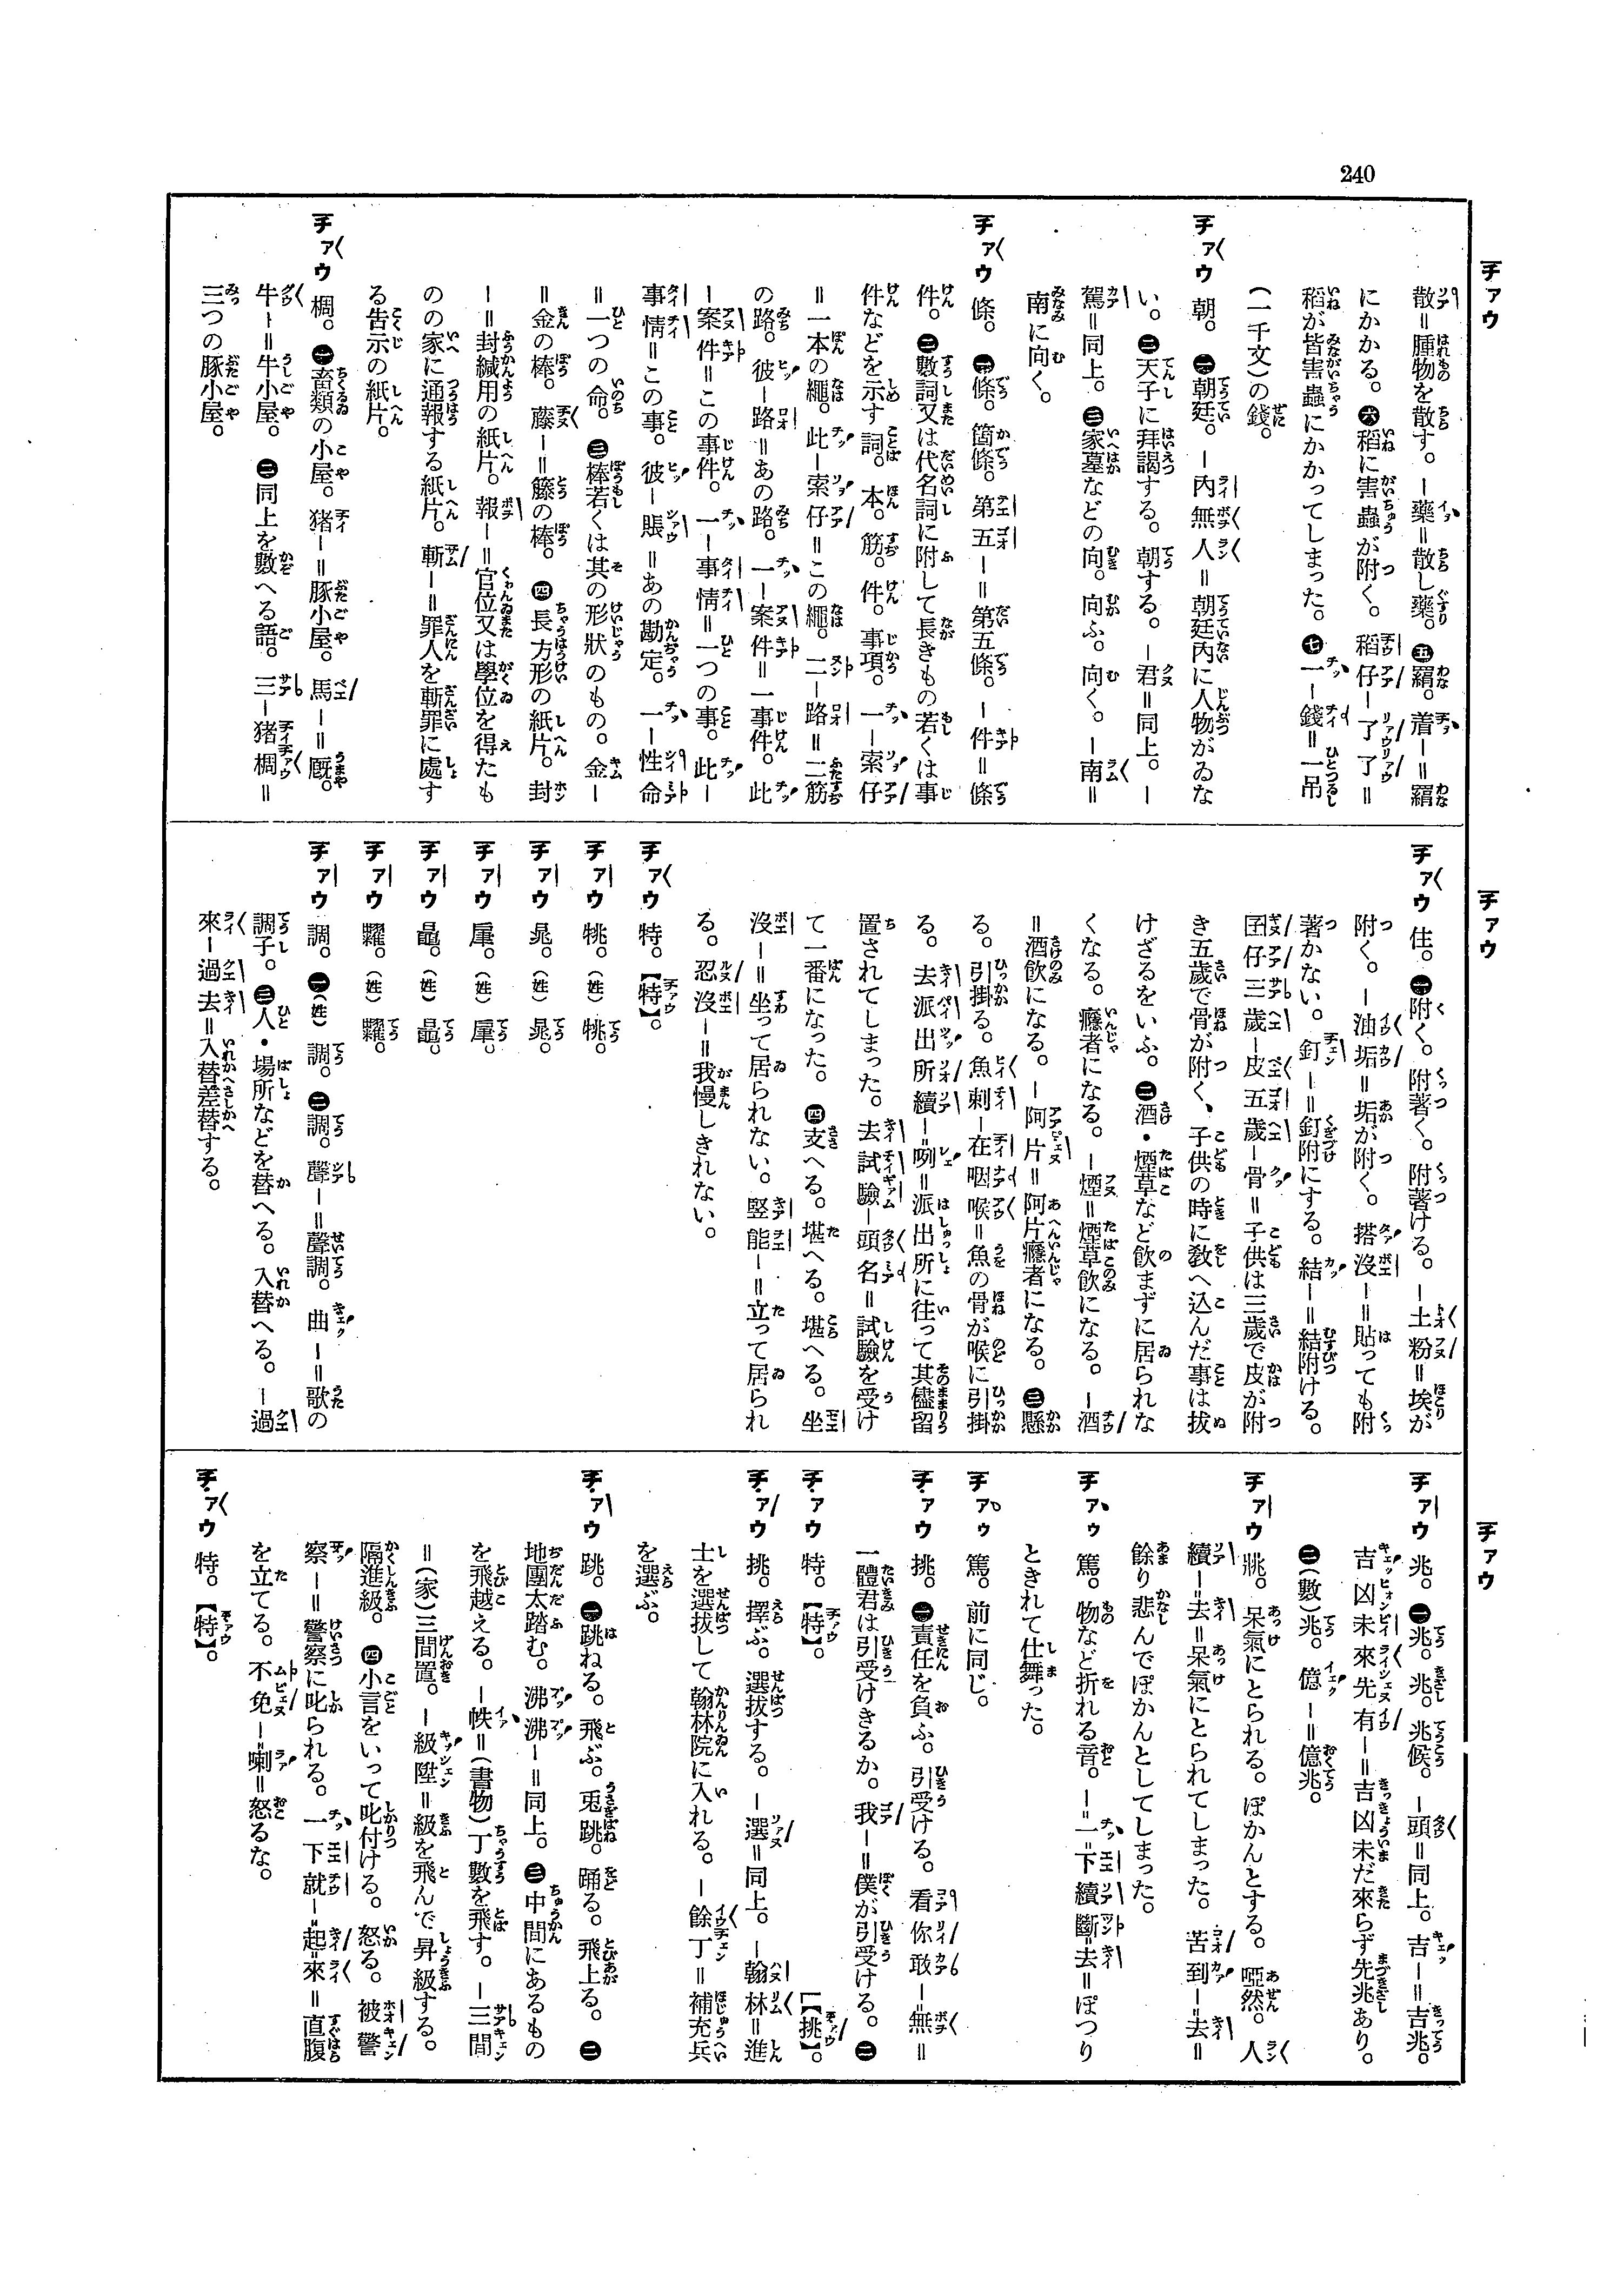 240
チァウ
散＝腫物を散す。－藥＝散し藥。㊄羂。着－＝羂
にかかる。㊅稻に害蟲が附く。稻仔－了了＝
稻が皆害蟲にかかってしまった。㊆一－錢＝一吊
(一千文)の錢。
チァウ 朝。㊀朝廷。－內無人＝朝廷內に人物がゐな
い。㊁天子に拜謁する。朝する。－君＝同上。－
駕＝同上。㊂家墓などの向。向ふ。向く。－南＝
南に向く。
チァウ 條。㊀條。箇條。第五－＝第五條。－件＝條
件。㊁數詞又は代名詞に附して長きもの若くは事
件などを示す詞。本。筋。件。事項。一－索仔
＝一本の繩。此－索仔＝この繩。二－路＝二筋
の路。彼－路＝あの路。一－案件＝一事件。此
－案件＝この事件。一－事情＝一つの事。此－
事情＝この事。彼－賬＝あの勘定。一－性命
＝一つの命。㊂棒若くは其の形狀のもの。金－
＝金の棒。藤－＝籐の棒。㊃長方形の紙片。封
－＝封緘用の紙片。報－＝官位又は學位を得たも
のの家に通報する紙片。斬－＝罪人を斬罪に處す
る告示の紙片。
チァウ 椆。㊀畜類の小屋。猪－＝豚小屋。馬－＝厩。
牛－＝牛小屋。㊁同上を數へる語。三－猪椆＝
三つの豚小屋。
チァウ
チァウ 住。㊀附く。附著く。附著ける。－土粉＝埃が
附く。－油垢＝垢が附く。搭沒－＝貼っても附
著かない。釘－＝釘附にする。結－＝結附ける。
囝仔三歲－皮五歲－骨＝子供は三歲で皮が附
き五歲で骨が附く、子供の時に敎へ込んだ事は拔
けざるをいふ。㊁酒・煙草など飮まずに居られな
くなる。癮者になる。－煙＝煙草飮になる。－酒
＝酒飮になる。－阿片＝阿片癮者になる。㊂懸
る。引掛る。魚刺－在咽喉＝魚の骨が喉に引掛
る。去派出所續－咧＝派出所に往って其儘留
置されてしまった。去試驗－頭名＝試驗を受け
て一番になった。㊃支へる。堪へる。堪へる。坐
沒－＝坐って居られない。竪能－＝立って居られ
る。忍沒－＝我慢しきれない。
チァウ 特。【特】。
チァウ 狣。(姓) 狣。
チァウ 晁。(姓) 晁。
チァウ 肁。(姓) 肁。
チァウ 鼂。(姓) 鼂。
チァウ 糶。(姓) 糶。
チァウ 調。㊀(姓) 調。㊁調。聲－＝聲調。曲－＝歌の
調子。㊂人・場所などを替へる。入替へる。－過
來－過去＝入替差替する。
チァウ
チァウ 兆。㊀兆。兆。兆候。－頭＝同上。吉－＝吉兆。
吉凶未來先有－＝吉凶未だ來らず先兆あり。
㊁(數)兆。億－＝億兆。
チァウ 眺。呆氣にとられる。ぽかんとする。啞然。人
續－去＝呆氣にとられてしまった。苦到－去＝
餘り悲んでぽかんとしてしまった。
チァウ 篤。物など折れる音。－一下續斷去＝ぽつり
ときれて仕舞った。
チァウ 篤。前に同じ。
チァウ 挑。㊀責任を負ふ。引受ける。看你敢－無＝
一體君は引受けきるか。我－＝僕が引受ける。㊁
【挑】。
チァウ 特。【特】。
チァウ 挑。擇ぶ。選拔する。－選＝同上。－翰林＝進
士を選拔して翰林院に入れる。－餘丁＝補充兵
を選ぶ。
チァウ 跳。㊀跳ねる。飛ぶ。兎跳。踊る。飛上る。㊁
地團太踏む。沸沸－＝同上。㊂中間にあるもの
を飛越える。－帙＝(書物)丁數を飛す。－三間
＝(家)三間置。－級陞＝級を飛んで昇級する。
隔進級。㊃小言をいって叱付ける。怒る。被警
察－＝警察に叱られる。一下就－起來＝直腹
を立てる。不免－喇＝怒るな。
チァウ 特。【特】。